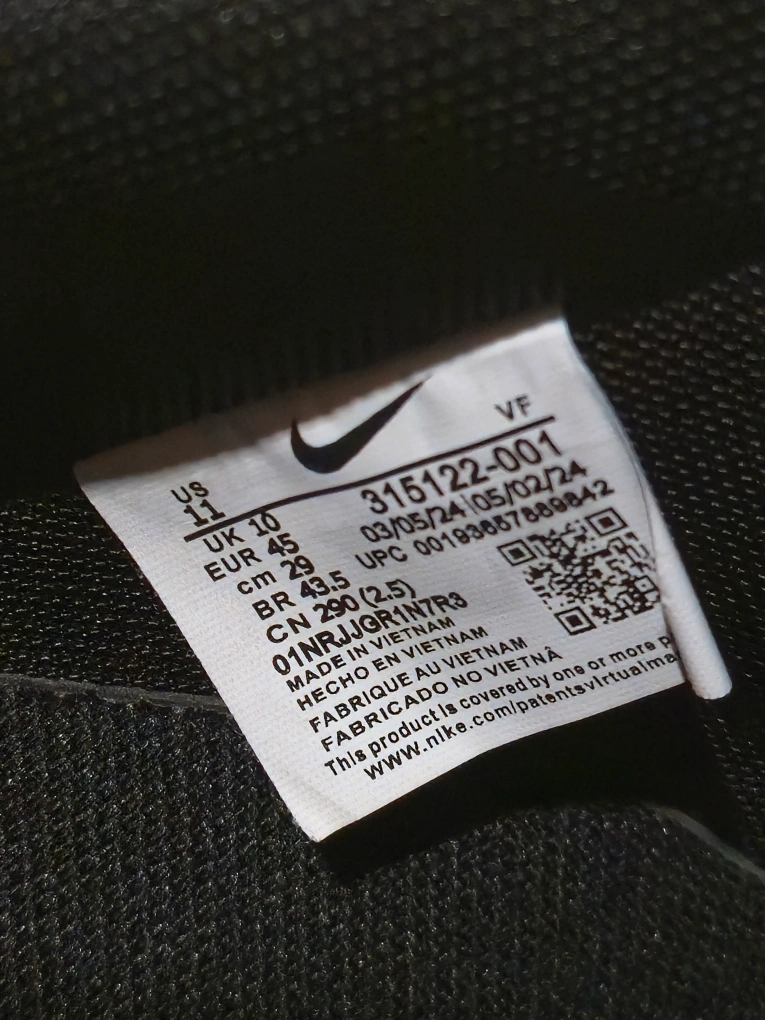 VF
US
11
315122-001
UK 10
03/05/24|05/02/24
EUR 45
UPC 00193657889842
cm 29
BR 43.5
CN 290 (2.5)
01NRJJGR1N7R3
MADE IN VIETNAM
HECHO EN VIETNAM
FABRIQUE AU VIETNAM
FABRICADO NO VIETNÃ
This product is covered by one or more p
www.nike.com/patentsvirtualma